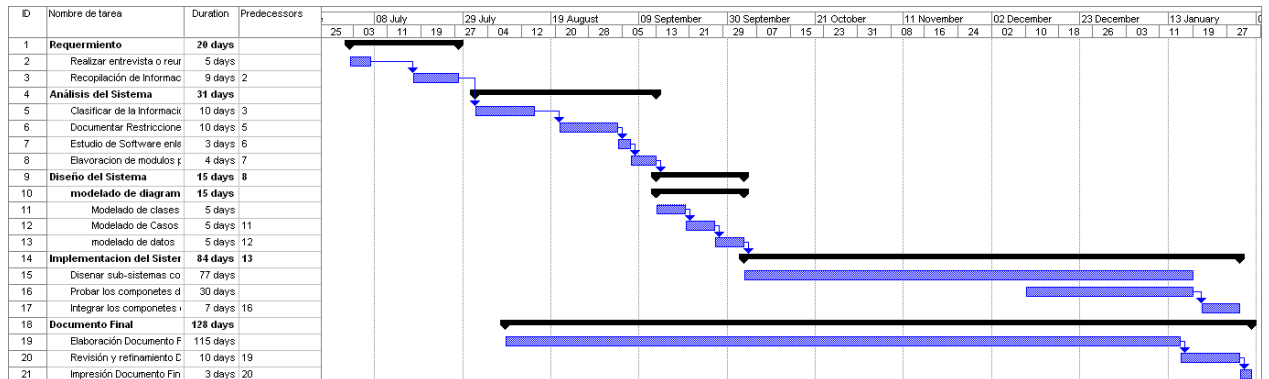 ID Nombre de tarea Duration Predecessors 08 July 29 July 19 August 09 September 30 September 21 October 11 November 02 December 23 December 13 January
25 03 11 19 27 04 12 20 28 05 13 21 29 07 15 23 31 08 16 24 02 10 18 26 03 11 19 27
1 Requermiento 20 days
2 Realizar entrevista o reur 5 days
3 Recopilación de Informac 9 days 2
4 Análisis del Sistema 31 days
5 Clasificar de la Informació 10 days 3
6 Documentar Restriccione 10 days 5
7 Estudio de Software enla 3 days 6
8 Elavoracion de modulos p 4 days 7
9 Diseño del Sistema 15 days 8
10 modelado de diagram 15 days
11 Modelado de clases 5 days
12 Modelado de Casos 5 days 11
13 modelado de datos 5 days 12
14 Implementacion del Sister 84 days 13
15 Disenar sub-sistemas co 77 days
16 Probar los componetes d 30 days
17 Integrar los componetes 7 days 16
18 Documento Final 128 days
19 Elaboración Documento F 115 days
20 Revisión y refinamiento D 10 days 19
21 Impresión Documento Fin 3 days 20